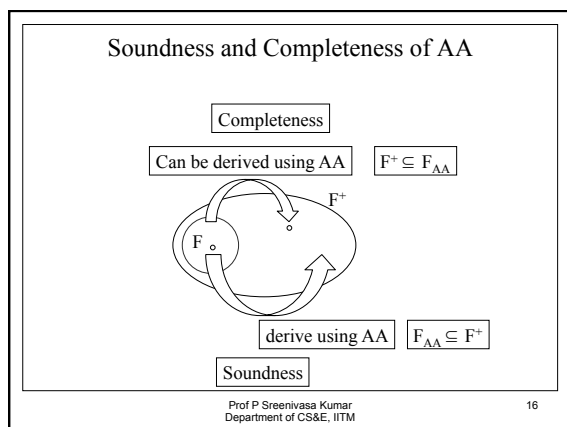 Soundness and Completeness of AA
Completeness
Can be derived using AA
F⁺ ⊆ F_AA
F⁺
F
derive using AA
F_AA ⊆ F⁺
Soundness
Prof P Sreenivasa Kumar
Department of CS&E, IITM
16